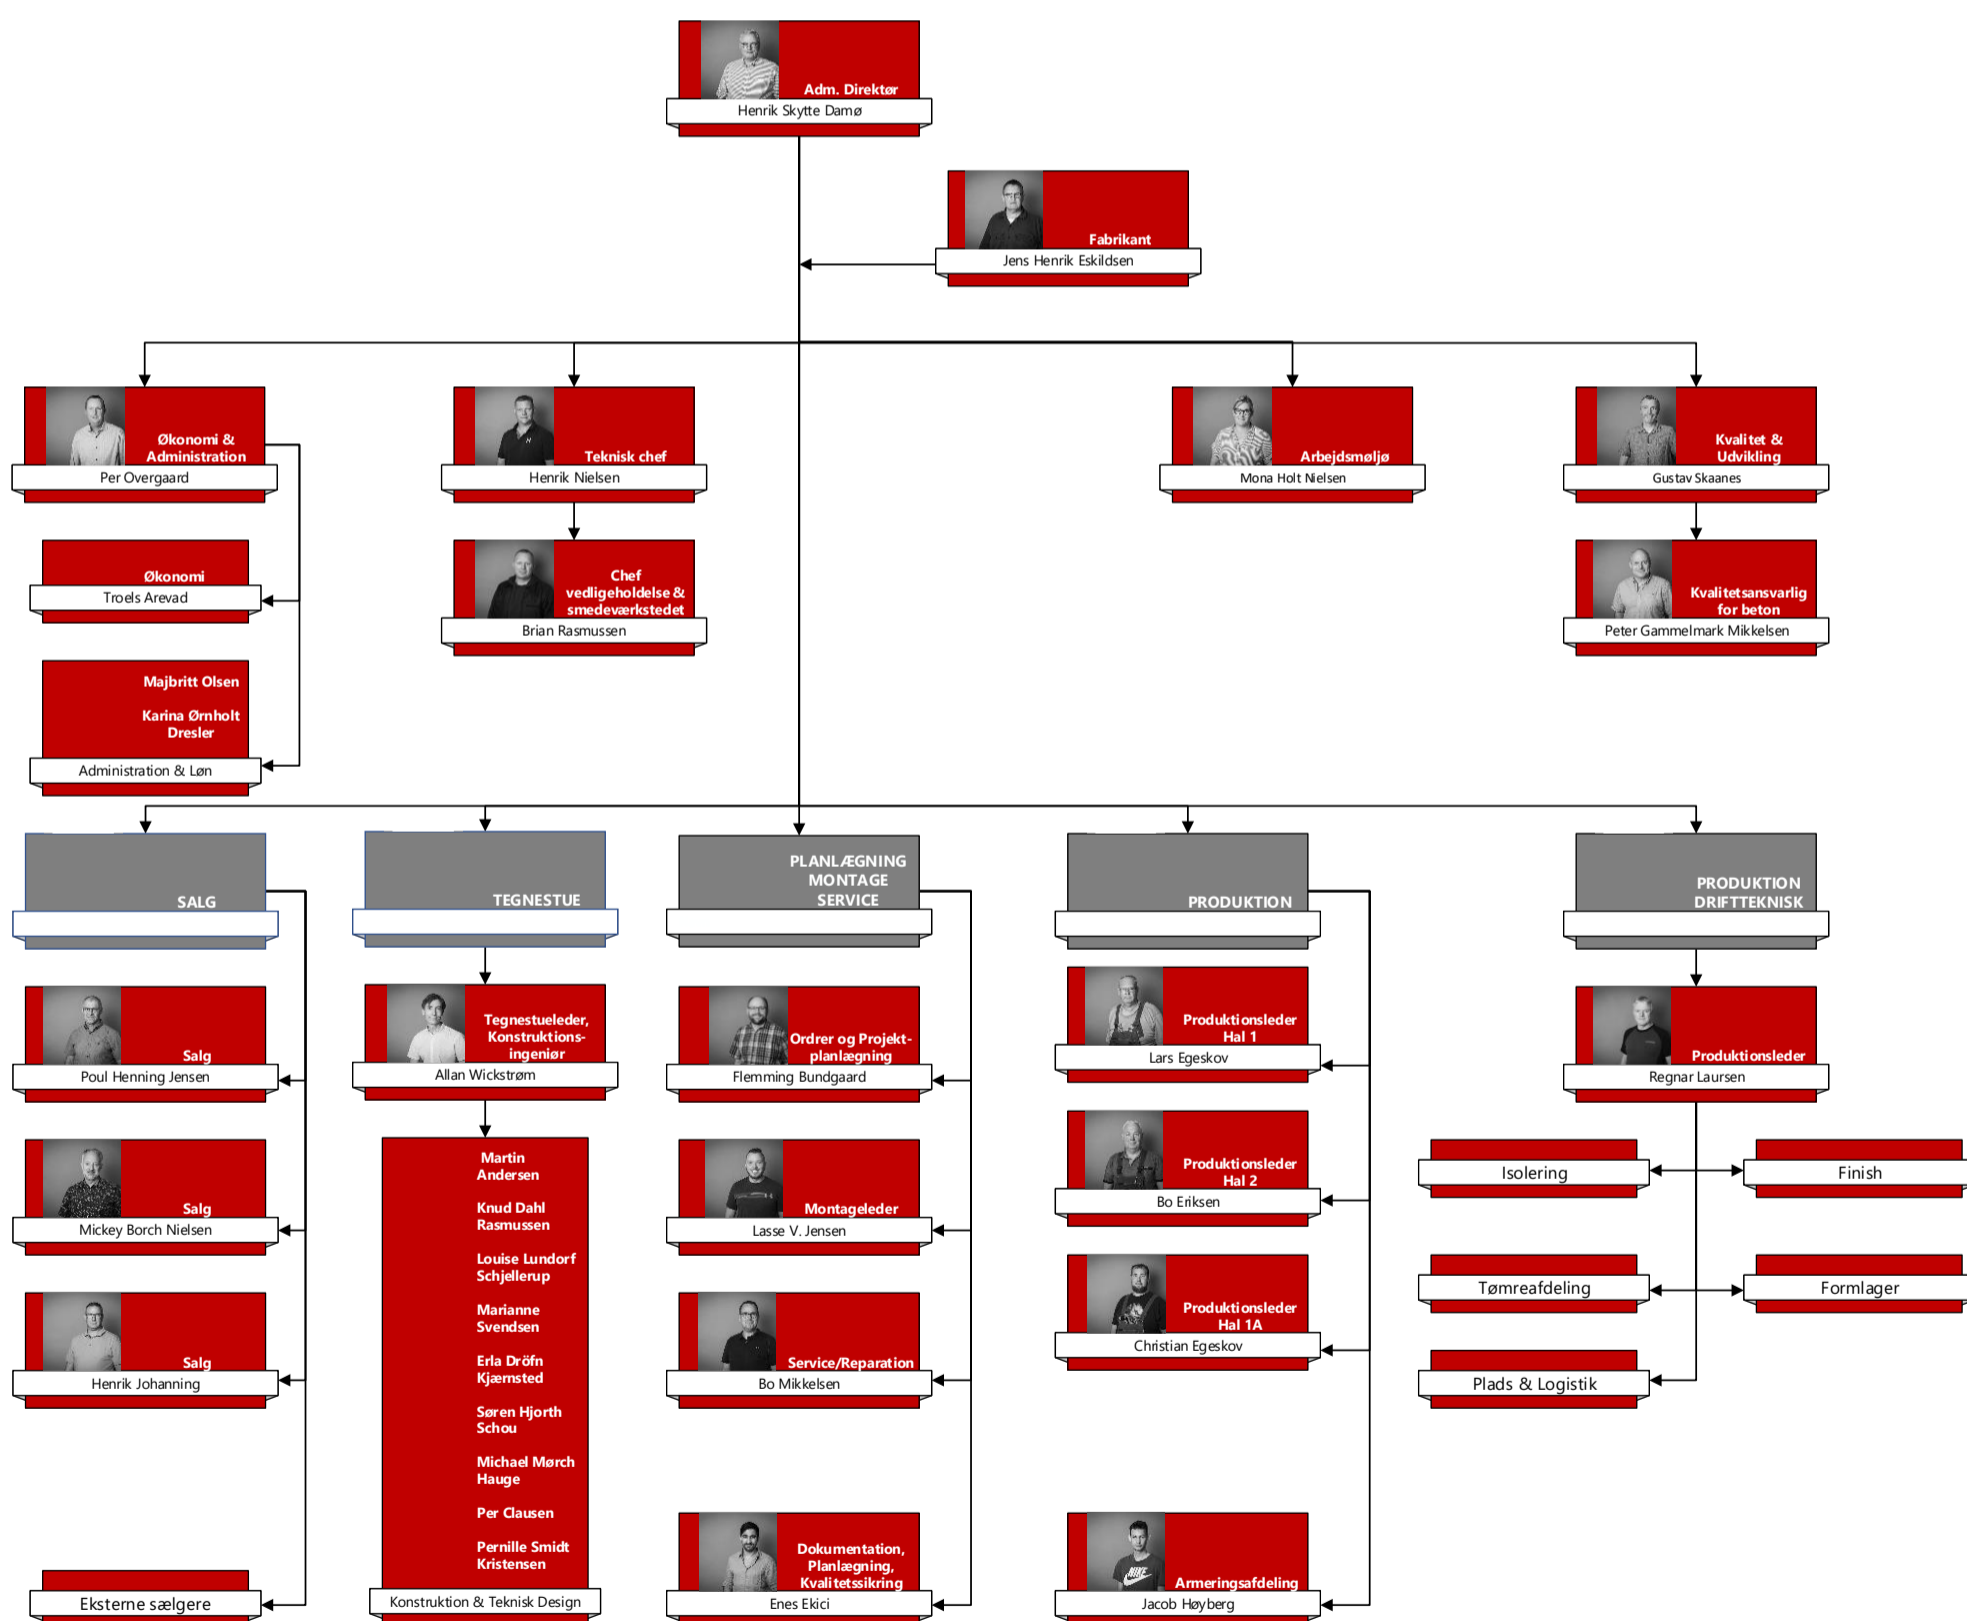 Adm. Direktør
Henrik Skytte Damø
Fabrikant
Jens Henrik Eskildsen
Økonomi &
Administration
Per Overgaard
Teknisk chef
Henrik Nielsen
Arbejdsmøljø
Mona Holt Nielsen
Kvalitet &
Udvikling
Gustav Skaanes
Økonomi
Troels Arevad
Chef
vedligeholdelse &
smedeværkstedet
Brian Rasmussen
Kvalitetsansvarlig
for beton
Peter Gammelmark Mikkelsen
Majbritt Olsen
Karina Ørnholt
Dresler
Administration & Løn
SALG
TEGNESTUE
PLANLÆGNING
MONTAGE
SERVICE
PRODUKTION
PRODUKTION
DRIFTTEKNISK
Salg
Poul Henning Jensen
Salg
Mickey Borch Nielsen
Salg
Henrik Johanning
Eksterne sælgere
Tegnestueleder,
Konstruktions-
ingeniør
Allan Wickstrøm
Martin
Andersen
Knud Dahl
Rasmussen
Louise Lundorf
Schjellerup
Marianne
Svendsen
Erla Dröfn
Kjærnsted
Søren Hjorth
Schou
Michael Mørch
Hauge
Per Clausen
Pernille Smidt
Kristensen
Konstruktion & Teknisk Design
Ordrer og Projekt-
planlægning
Flemming Bundgaard
Montageleder
Lasse V. Jensen
Service/Reparation
Bo Mikkelsen
Dokumentation,
Planlægning,
Kvalitetssikring
Enes Ekici
Produktionsleder
Hal 1
Lars Egeskov
Produktionsleder
Hal 2
Bo Eriksen
Produktionsleder
Hal 1A
Christian Egeskov
NIKE
Armeringsafdeling
Jacob Høyberg
Produktionsleder
Regnar Laursen
Isolering
Finish
Tømreafdeling
Formlager
Plads & Logistik